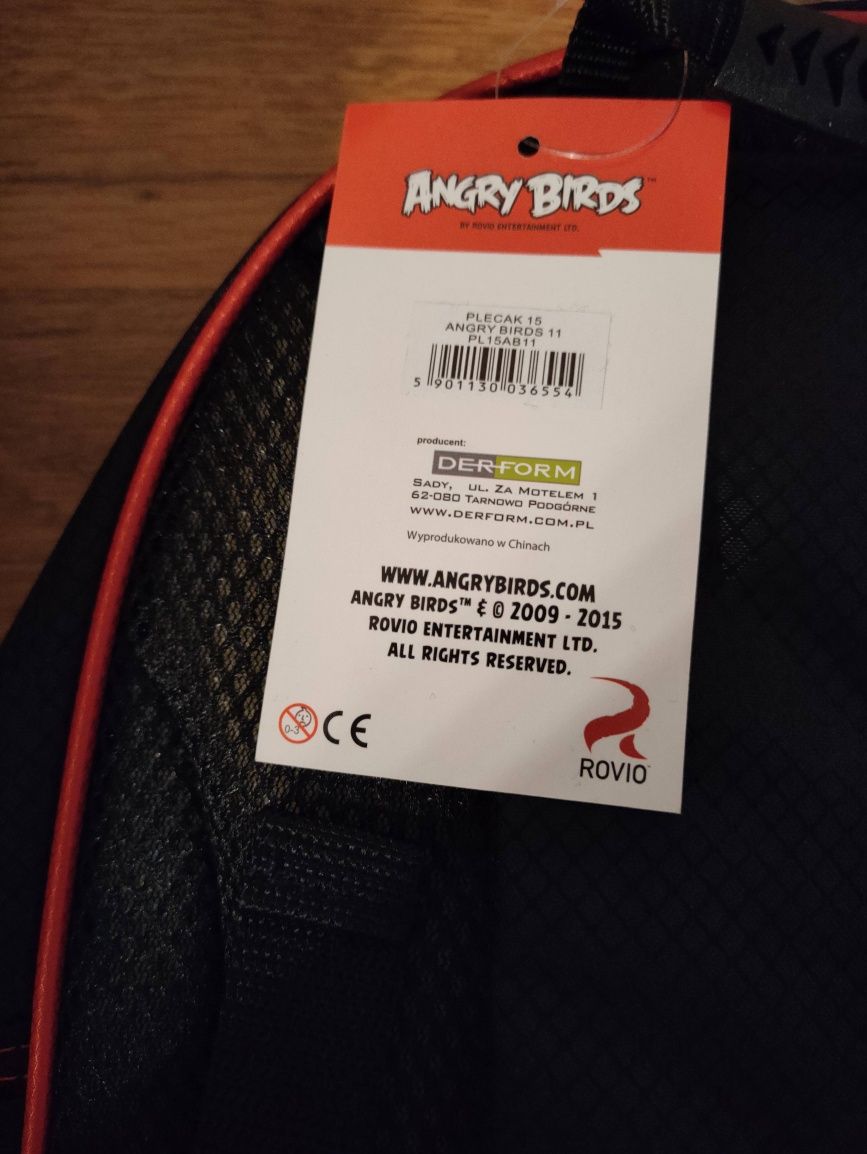 ANGRY BIRDS™
BY ROVIO ENTERTAINMENT LTD.
PLECAK 15
ANGRY BIRDS 11
PL15AB11
5 901130 036554
producent:
DERFORM
SADY, UL. ZA MOTELEM 1
62-080 TARNOWO PODGÓRNE
WWW.DERFORM.COM.PL
Wyprodukowano w Chinach
WWW.ANGRYBIRDS.COM
ANGRY BIRDS™ & © 2009 - 2015
ROVIO ENTERTAINMENT LTD.
ALL RIGHTS RESERVED.
0-3
CE
ROVIO